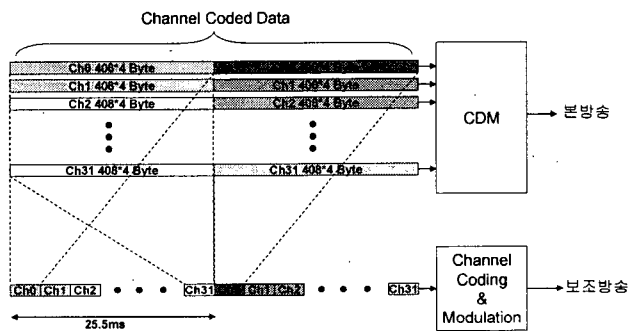 Channel Coded Data
Ch0 408*4 Byte
Ch1 408*4 Byte Ch1 408*4 Byte
Ch2 408*4 Byte Ch2 408*4 Byte
CDM
본방송
Ch31 408*4 Byte Ch31 408*4 Byte
Ch0 Ch1 Ch2 Ch31 Ch1 Ch2 Ch31
Channel
Coding
&
Modulation
보조방송
25.5ms